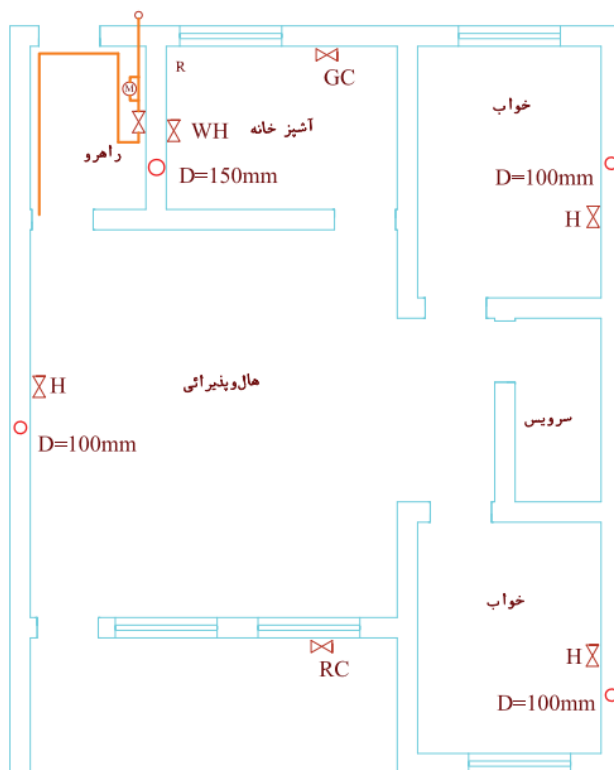 R
GC
M
WH
آشپز خانه
خواب
راهرو
D=150mm
D=100mm
H
H
هال‌وپذیرائی
D=100mm
سرویس
خواب
H
RC
D=100mm